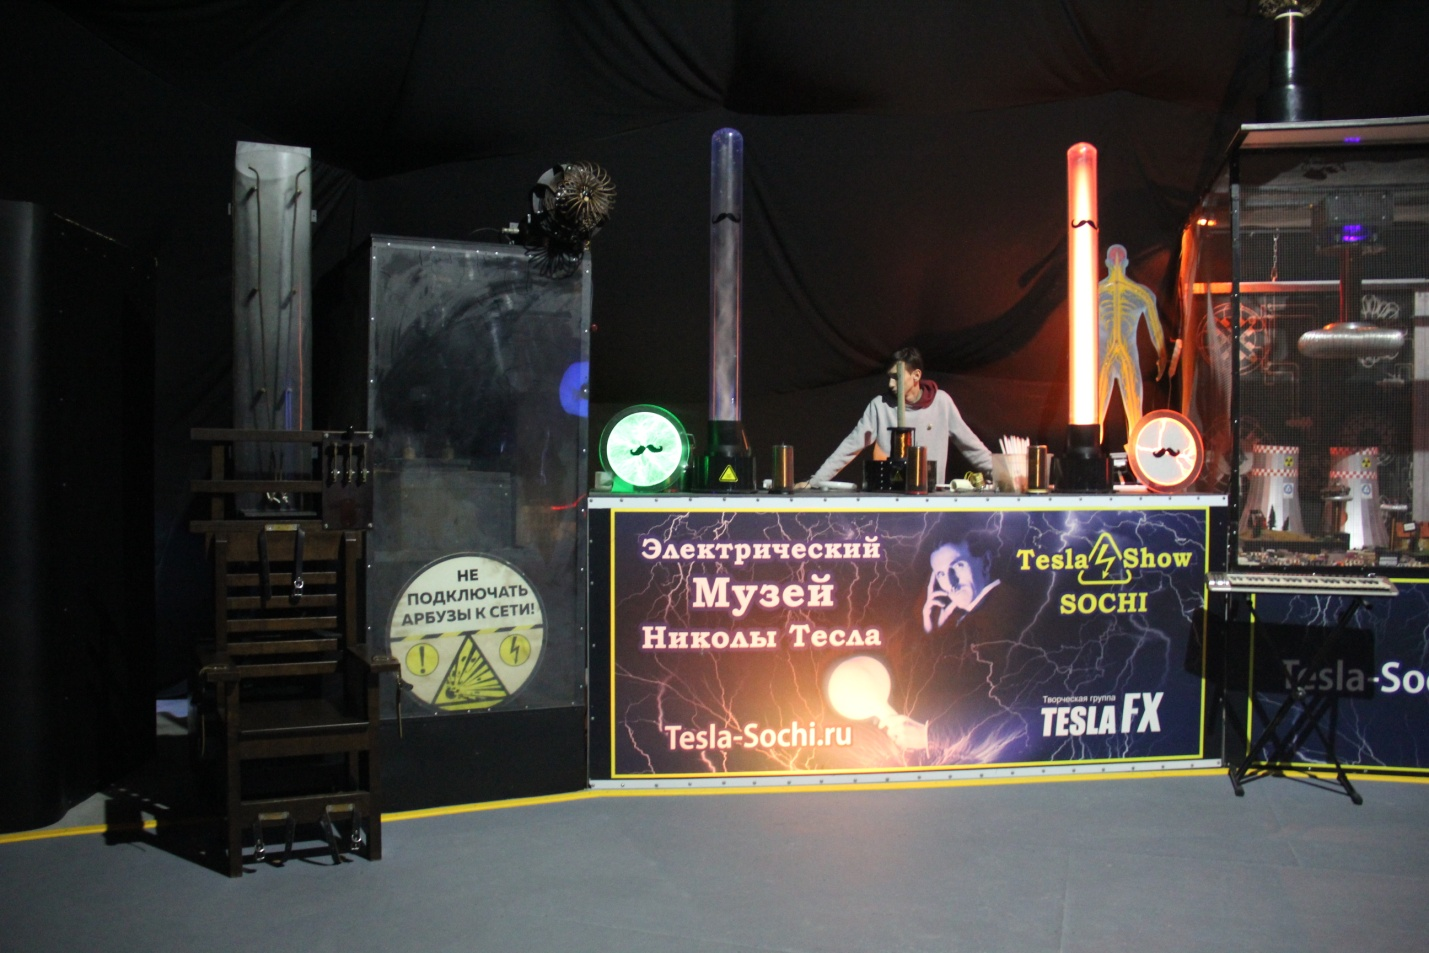 НЕ
ПОДКЛЮЧАТЬ
АРБУЗЫ К СЕТИ!
Электрический
Музей
Николы Тесла
Tesla-Sochi.ru
Tesla Show
SOCHI
Творческая группа
TESLA FX
Tesla-So